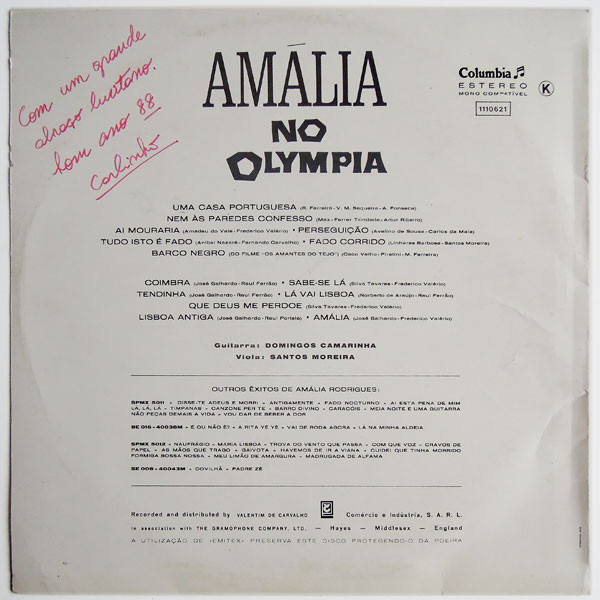 Com um grande
abraço lusitano.
bom ano 88
Carlinho
AMÁLIA
NO
OLYMPIA
Columbia
ESTEREO
MONO COMPATÍVEL
K
1110621
UMA CASA PORTUGUESA (R. Ferreira - V. M. Sequeira - A. Fonseca)
NEM ÀS PAREDES CONFESSO (Max - Ferrer Trindade - Artur Ribeiro)
AI MOURARIA (Amadeu do Vale - Frederico Valério) • PERSEGUIÇÃO (Avelino de Sousa - Carlos da Maia)
TUDO ISTO É FADO (Aníbal Nazaré - Fernando Carvalho) • FADO CORRIDO (Linhares Barbosa - Santos Moreira)
BARCO NEGRO (DO FILME «OS AMANTES DO TEJO») (Caco Velho - Piratini - M. Ferreira)
COIMBRA (José Galhardo - Raul Ferrão) • SABE-SE LÁ (Silva Tavares - Frederico Valério)
TENDINHA (José Galhardo - Raul Ferrão) • LÁ VAI LISBOA (Norberto de Araújo - Raul Ferrão)
QUE DEUS ME PERDOE (Silva Tavares - Frederico Valério)
LISBOA ANTIGA (José Galhardo - Raul Portela) • AMÁLIA (José Galhardo - Frederico Valério)
Guitarra: DOMINGOS CAMARINHA
Viola: SANTOS MOREIRA
OUTROS ÊXITOS DE AMÁLIA RODRIGUES:
SPMX 5011 - DISSE-TE ADEUS E MORRI - ANTIGAMENTE - FADO NOCTURNO - AI ESTA PENA DE MIM
LÁ, LÁ, LÁ - TIMPANAS - CANZONE PER TE - BARRO DIVINO - CARACÓIS - MEIA NOITE E UMA GUITARRA
NÃO PEÇAS DEMAIS À VIDA - VOU DAR DE BEBER À DOR
BE 016 - 40038M - É OU NÃO É? - A RITA YÉ YÉ - VAI DE RODA AGORA - LÁ NA MINHA ALDEIA
SPMX 5012 - NAUFRÁGIO - MARIA LISBOA - TROVA DO VENTO QUE PASSA - COM QUE VOZ - CRAVOS DE
PAPEL - AS MÃOS QUE TRAGO - GAIVOTA - HAVEMOS DE IR A VIANA - CUIDEI QUE TINHA MORRIDO
FORMIGA BOSSA NOSSA - MEU LIMÃO DE AMARGURA - MADRUGADA DE ALFAMA
SE 006 - 40043M - COVILHÃ - PADRE ZÉ
Recorded and distributed by VALENTIM DE CARVALHO Comércio e Indústria, S. A. R. L.
in association with THE GRAMOPHONE COMPANY, LTD. — Hayes — Middlesex — England
A UTILIZAÇÃO DE «EMITEX» PRESERVA ESTE DISCO PROTEGENDO-O DA POEIRA